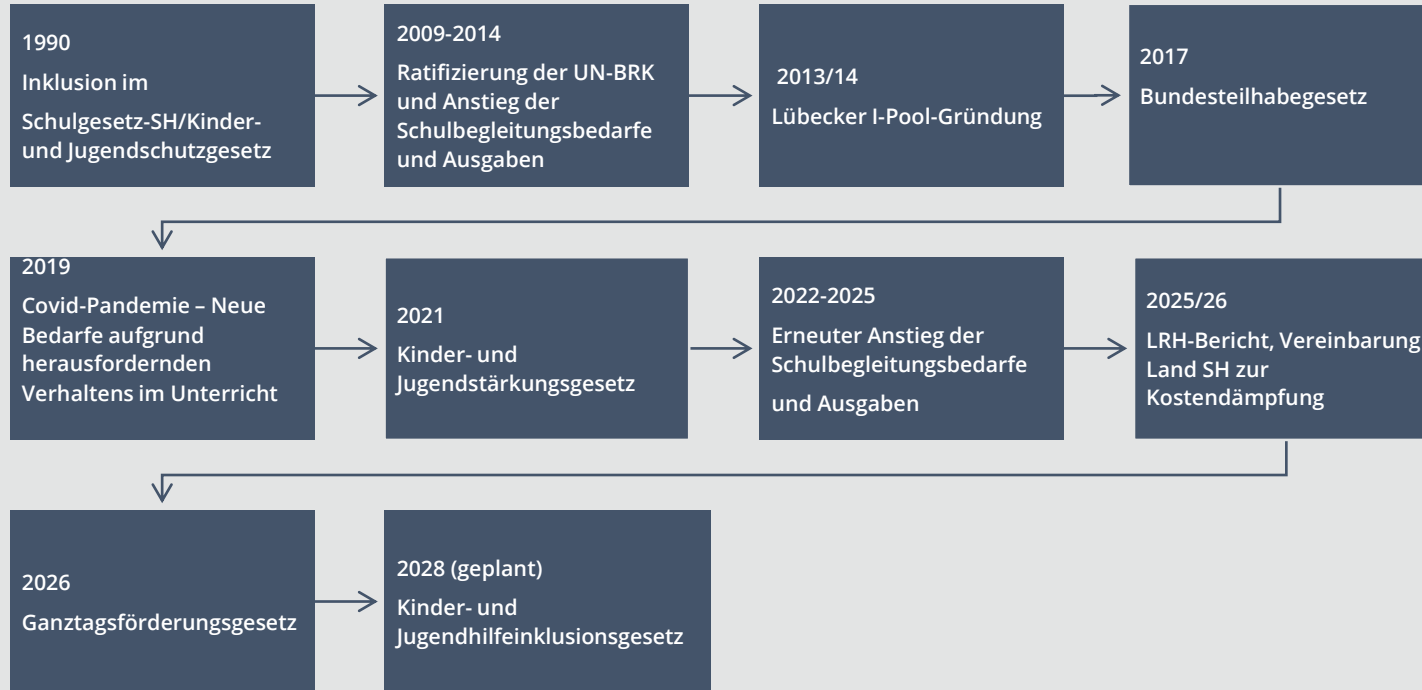 1990
Inklusion im
Schulgesetz-SH/Kinder-
und Jugendschutzgesetz
2009-2014
Ratifizierung der UN-BRK
und Anstieg der
Schulbegleitungsbedarfe
und Ausgaben
2013/14
Lübecker I-Pool-Gründung
2017
Bundesteilhabegesetz
2019
Covid-Pandemie – Neue
Bedarfe aufgrund
herausfordernden
Verhaltens im Unterricht
2021
Kinder- und
Jugendstärkungsgesetz
2022-2025
Erneuter Anstieg der
Schulbegleitungsbedarfe
und Ausgaben
2025/26
LRH-Bericht, Vereinbarung
Land SH zur
Kostendämpfung
2026
Ganztagsförderungsgesetz
2028 (geplant)
Kinder- und
Jugendhilfeinklusionsgesetz